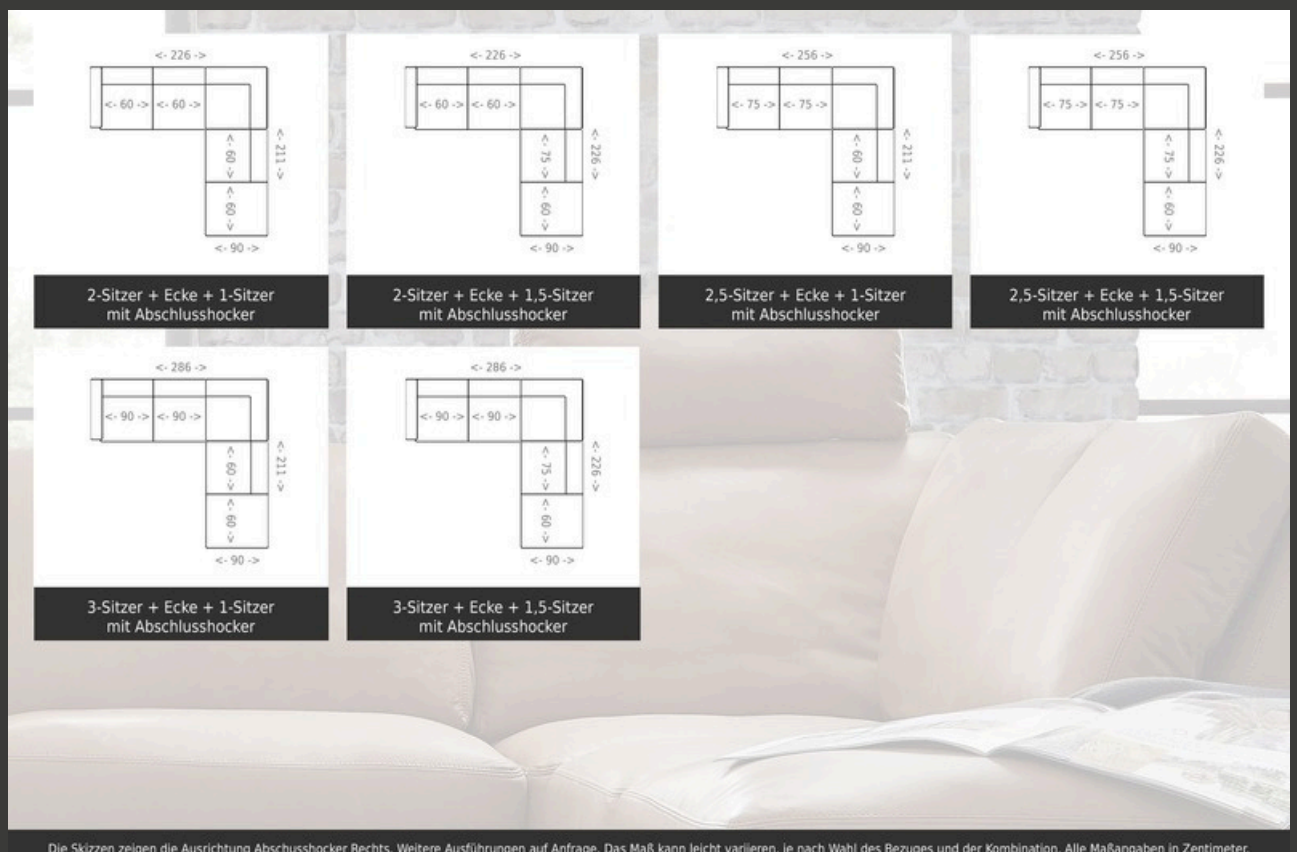 <- 226 ->
<- 60 -> <- 60 ->
<- 60 ->
<- 211 ->
<- 60 ->
<- 90 ->
2-Sitzer + Ecke + 1-Sitzer
mit Abschlusshocker
<- 226 ->
<- 60 -> <- 60 ->
<- 75 ->
<- 226 ->
<- 60 ->
<- 90 ->
2-Sitzer + Ecke + 1,5-Sitzer
mit Abschlusshocker
<- 256 ->
<- 75 -> <- 75 ->
<- 60 ->
<- 211 ->
<- 60 ->
<- 90 ->
2,5-Sitzer + Ecke + 1-Sitzer
mit Abschlusshocker
<- 256 ->
<- 75 -> <- 75 ->
<- 75 ->
<- 226 ->
<- 60 ->
<- 90 ->
2,5-Sitzer + Ecke + 1,5-Sitzer
mit Abschlusshocker
<- 286 ->
<- 90 -> <- 90 ->
<- 60 ->
<- 211 ->
<- 60 ->
<- 90 ->
3-Sitzer + Ecke + 1-Sitzer
mit Abschlusshocker
<- 286 ->
<- 90 -> <- 90 ->
<- 75 ->
<- 226 ->
<- 60 ->
<- 90 ->
3-Sitzer + Ecke + 1,5-Sitzer
mit Abschlusshocker
Die Skizzen zeigen die Ausrichtung Abschusshocker Rechts. Weitere Ausführungen auf Anfrage. Das Maß kann leicht variieren, je nach Wahl des Bezuges und der Kombination. Alle Maßangaben in Zentimeter.